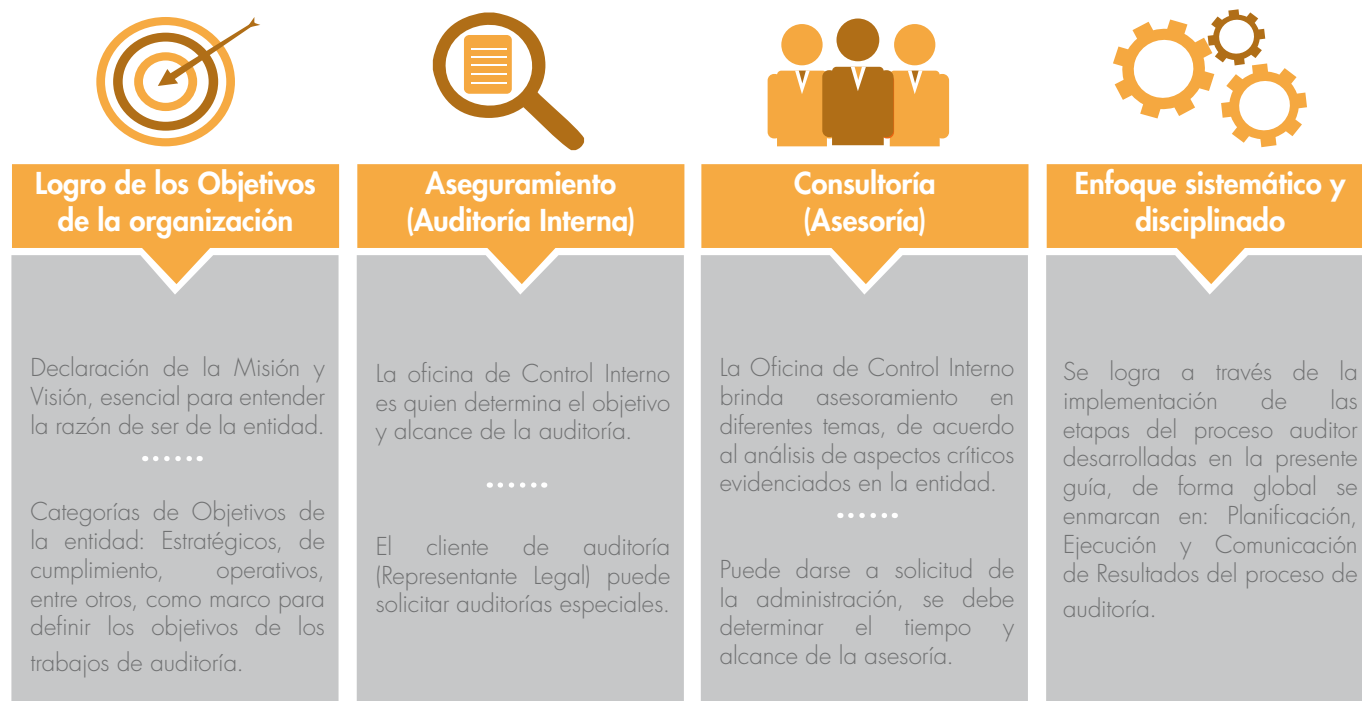 Logro de los Objetivos
de la organización
Declaración de la Misión y
Visión, esencial para entender
la razón de ser de la entidad.
Categorías de Objetivos de
la entidad: Estratégicos, de
cumplimiento, operativos,
entre otros, como marco para
definir los objetivos de los
trabajos de auditoría.
Aseguramiento
(Auditoría Interna)
La oficina de Control Interno
es quien determina el objetivo
y alcance de la auditoría.
El cliente de auditoría
(Representante Legal) puede
solicitar auditorías especiales.
Consultoría
(Asesoría)
La Oficina de Control Interno
brinda asesoramiento en
diferentes temas, de acuerdo
al análisis de aspectos críticos
evidenciados en la entidad.
Puede darse a solicitud de
la administración, se debe
determinar el tiempo y
alcance de la asesoría.
Enfoque sistemático y
disciplinado
Se logra a través de la
implementación de las
etapas del proceso auditor
desarrolladas en la presente
guía, de forma global se
enmarcan en: Planificación,
Ejecución y Comunicación
de Resultados del proceso de
auditoría.